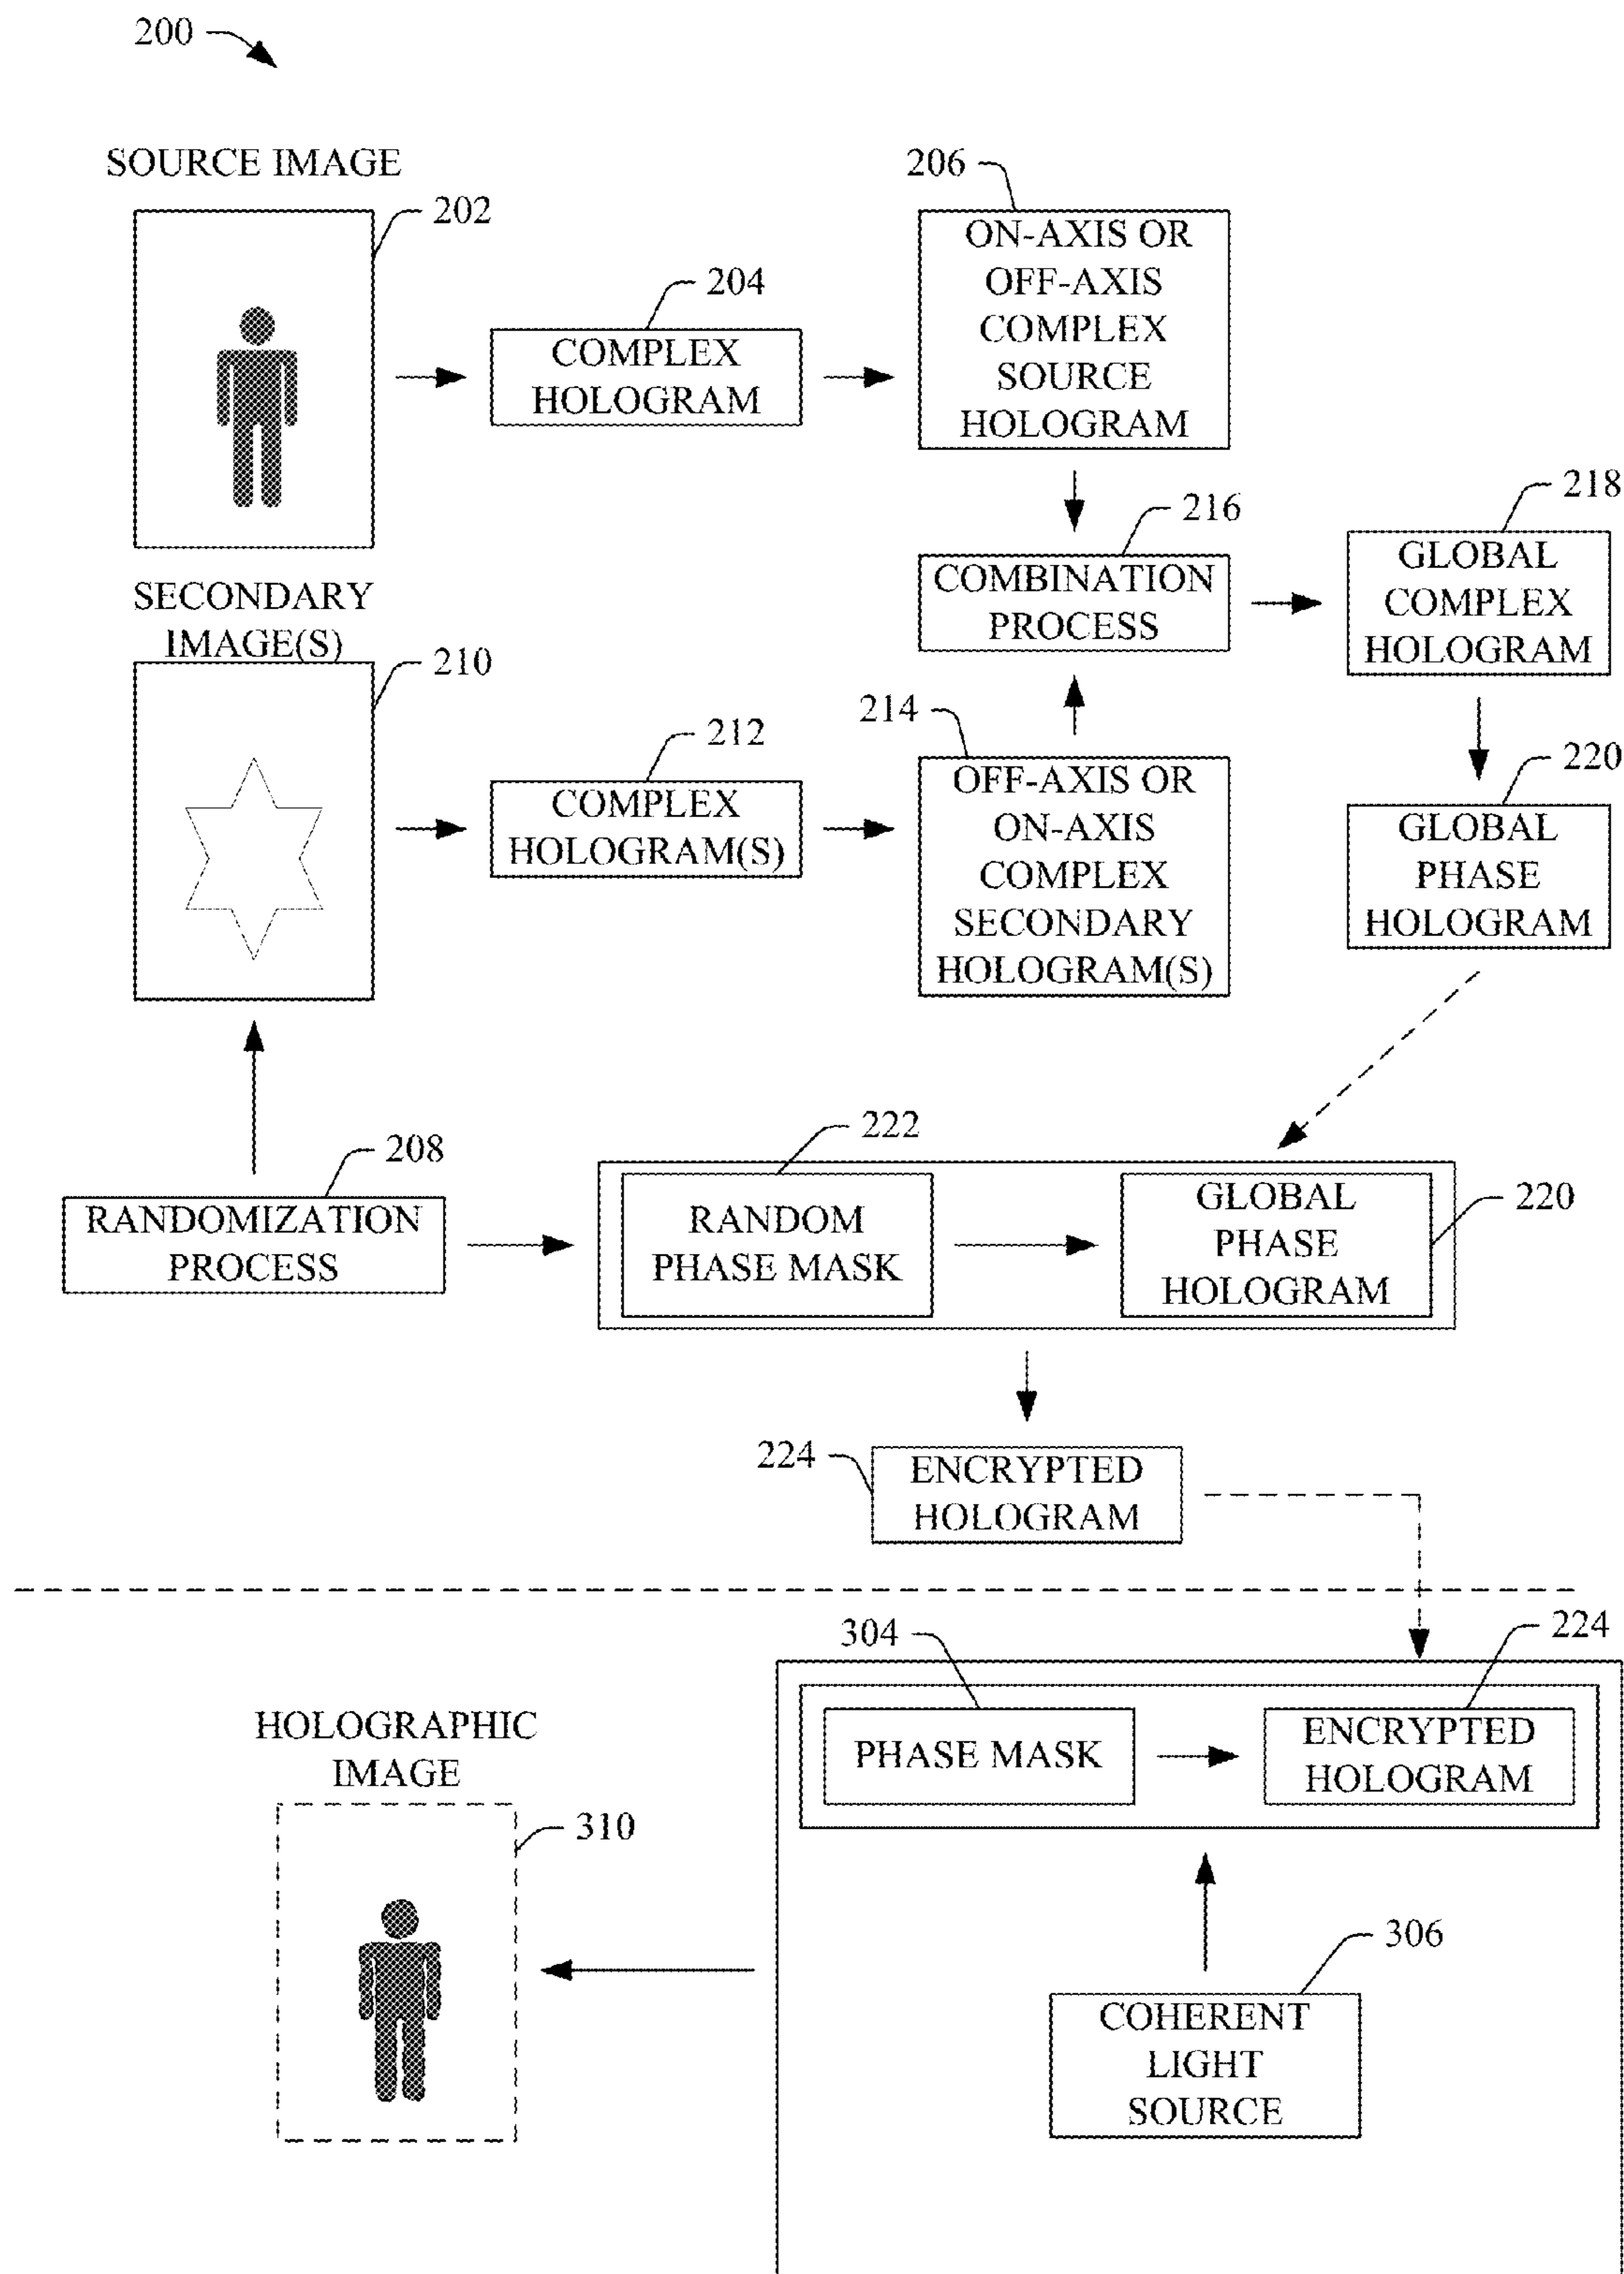 200
SOURCE IMAGE
202
204
COMPLEX
HOLOGRAM
206
ON-AXIS OR
OFF-AXIS
COMPLEX
SOURCE
HOLOGRAM
SECONDARY
IMAGE(S)
210
212
COMPLEX
HOLOGRAM(S)
214
OFF-AXIS OR
ON-AXIS
COMPLEX
SECONDARY
HOLOGRAM(S)
216
COMBINATION
PROCESS
218
GLOBAL
COMPLEX
HOLOGRAM
220
GLOBAL
PHASE
HOLOGRAM
208
RANDOMIZATION
PROCESS
222
RANDOM
PHASE MASK
GLOBAL
PHASE
HOLOGRAM
220
224
ENCRYPTED
HOLOGRAM
304
PHASE MASK
224
ENCRYPTED
HOLOGRAM
HOLOGRAPHIC
IMAGE
310
306
COHERENT
LIGHT
SOURCE